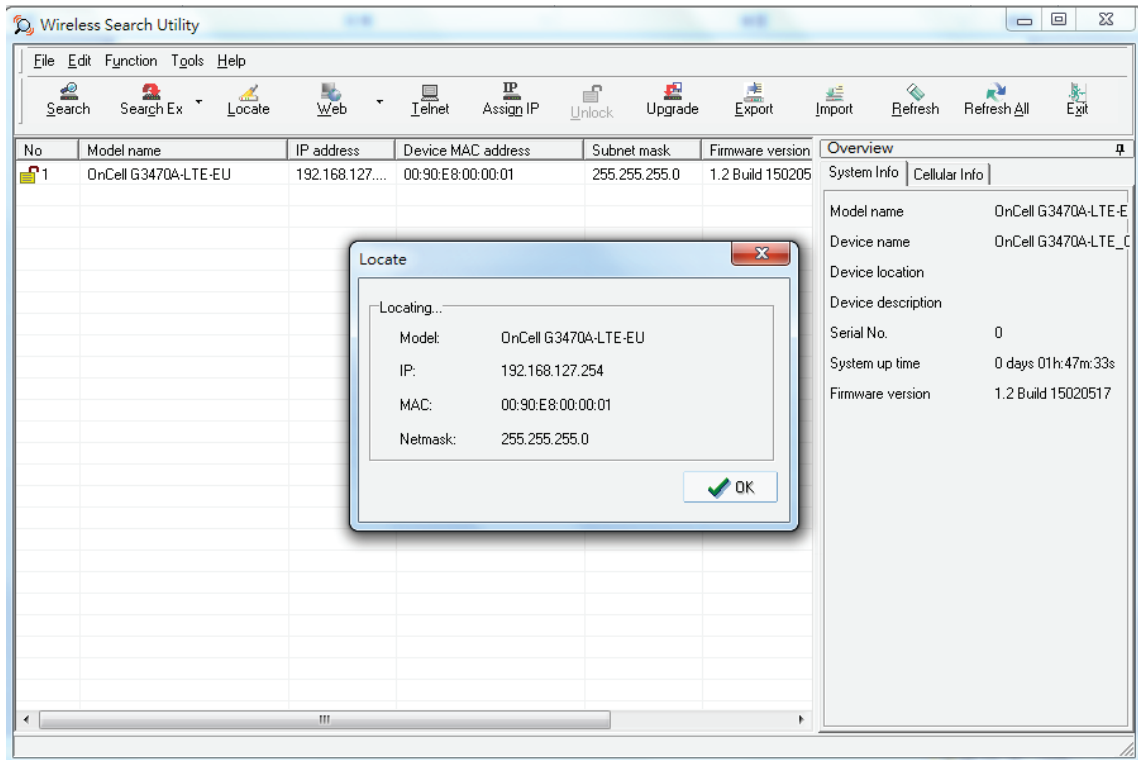 Wireless Search Utility
File Edit Function Tools Help
Search Search Ex Locate Web Telnet Assign IP Unlock Upgrade Export Import Refresh Refresh All Exit
No Model name IP address Device MAC address Subnet mask Firmware version
1 OnCell G3470A-LTE-EU 192.168.127.... 00:90:E8:00:00:01 255.255.255.0 1.2 Build 150205
Overview
System Info Cellular Info
Model name OnCell G3470A-LTE-E
Device name OnCell G3470A-LTE_
Device location
Device description
Serial No. 0
System up time 0 days 01h:47m:33s
Firmware version 1.2 Build 15020517
Locate
Locating...
Model: OnCell G3470A-LTE-EU
IP: 192.168.127.254
MAC: 00:90:E8:00:00:01
Netmask: 255.255.255.0
OK